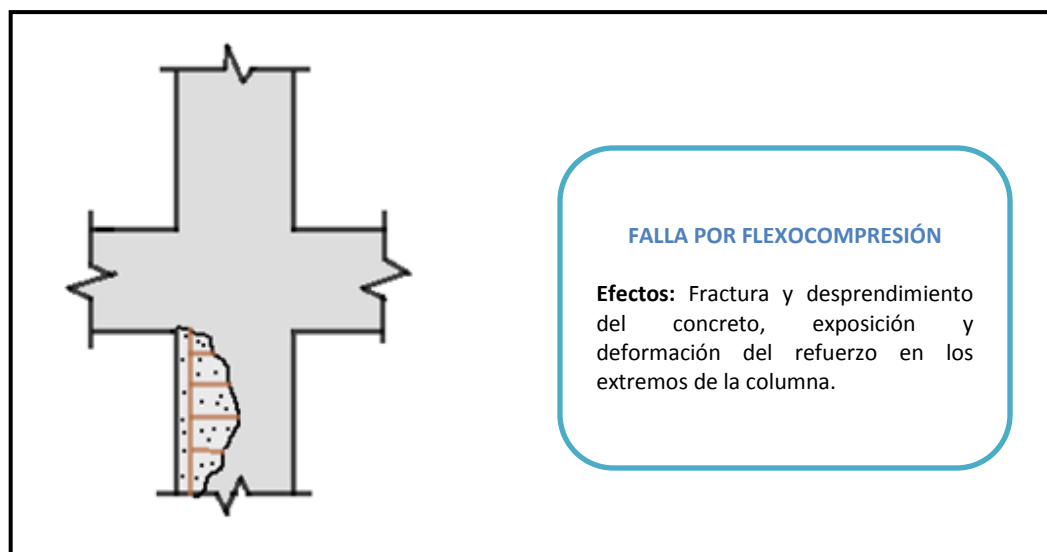 FALLA POR FLEXOCOMPRESIÓN
Efectos: Fractura y desprendimiento
del concreto, exposición y
deformación del refuerzo en los
extremos de la columna.